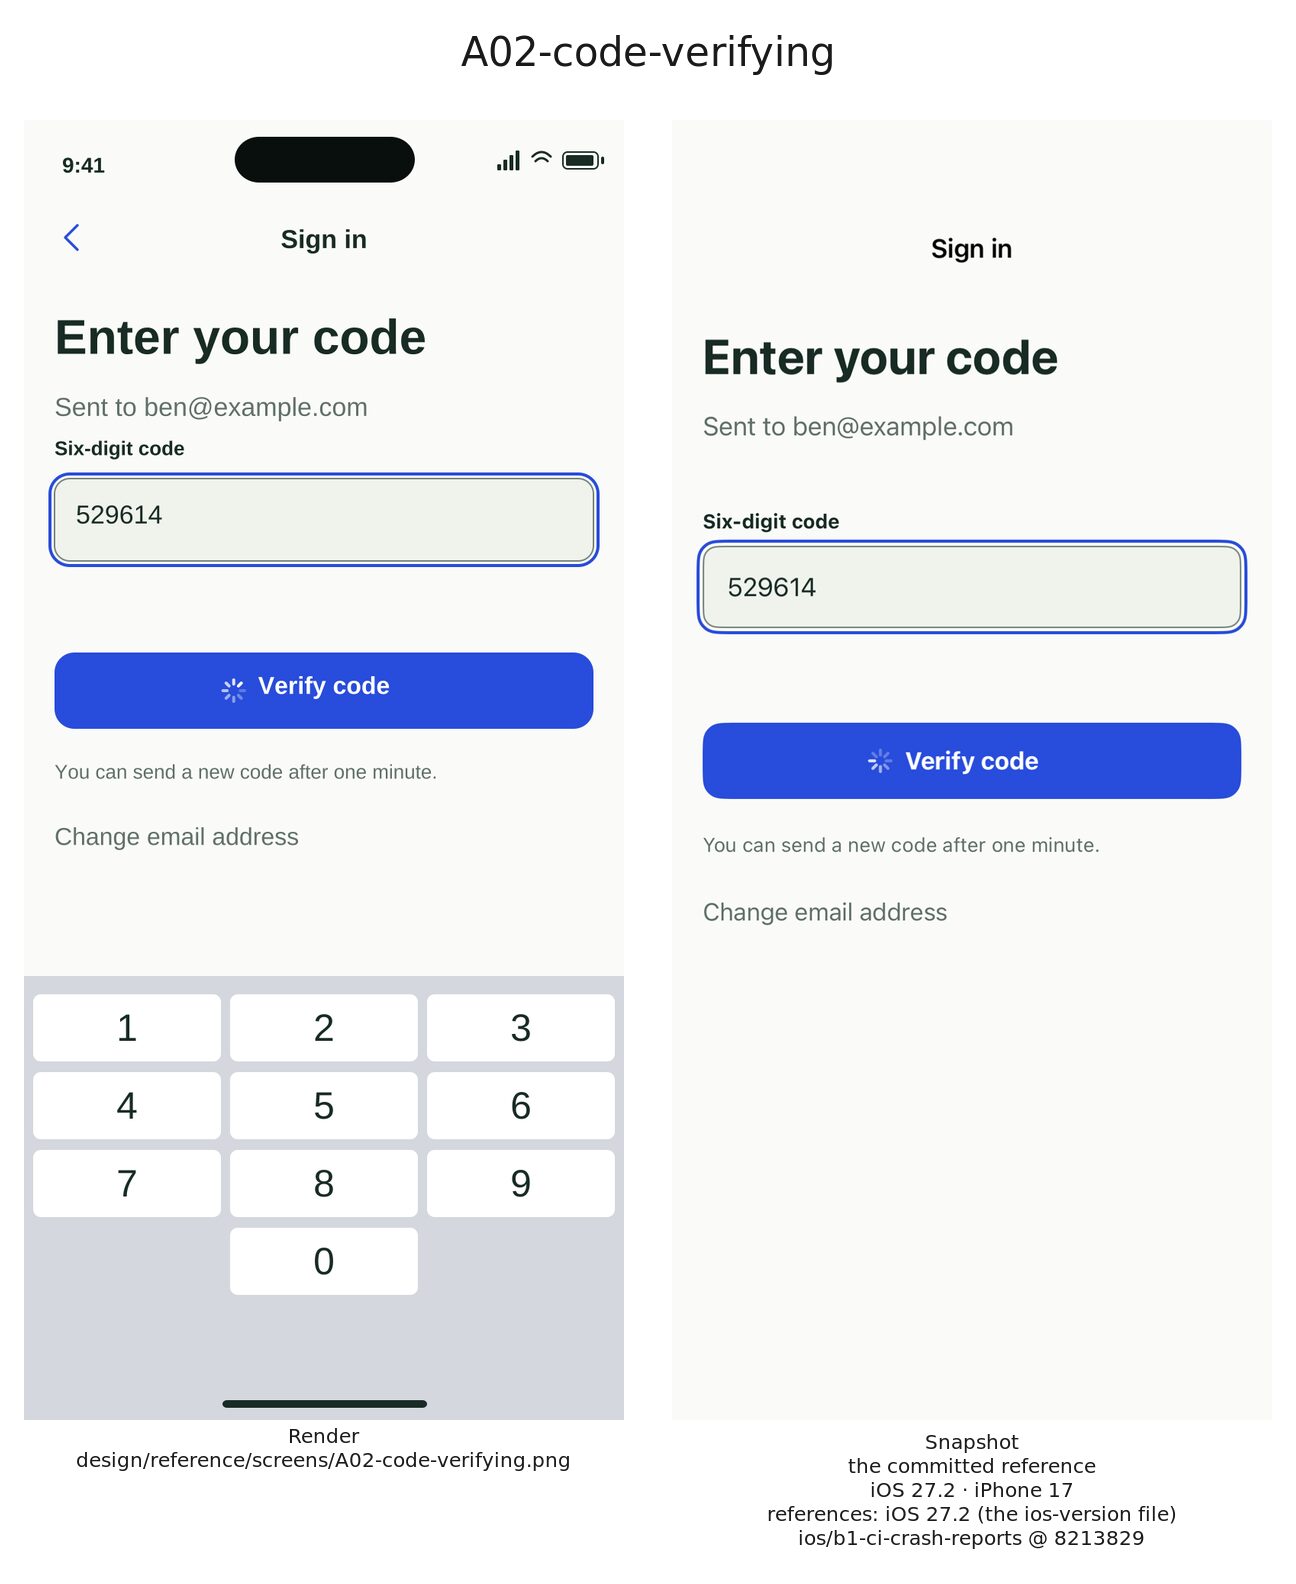 A02-code-verifying
9:41
Sign in
Enter your code
Sent to ben@example.com
Six-digit code
529614
Verify code
You can send a new code after one minute.
Change email address
1 2 3
4 5 6
7 8 9
0
Render
design/reference/screens/A02-code-verifying.png
Sign in
Enter your code
Sent to ben@example.com
Six-digit code
529614
Verify code
You can send a new code after one minute.
Change email address
Snapshot
the committed reference
iOS 27.2 · iPhone 17
references: iOS 27.2 (the ios-version file)
ios/b1-ci-crash-reports @ 8213829